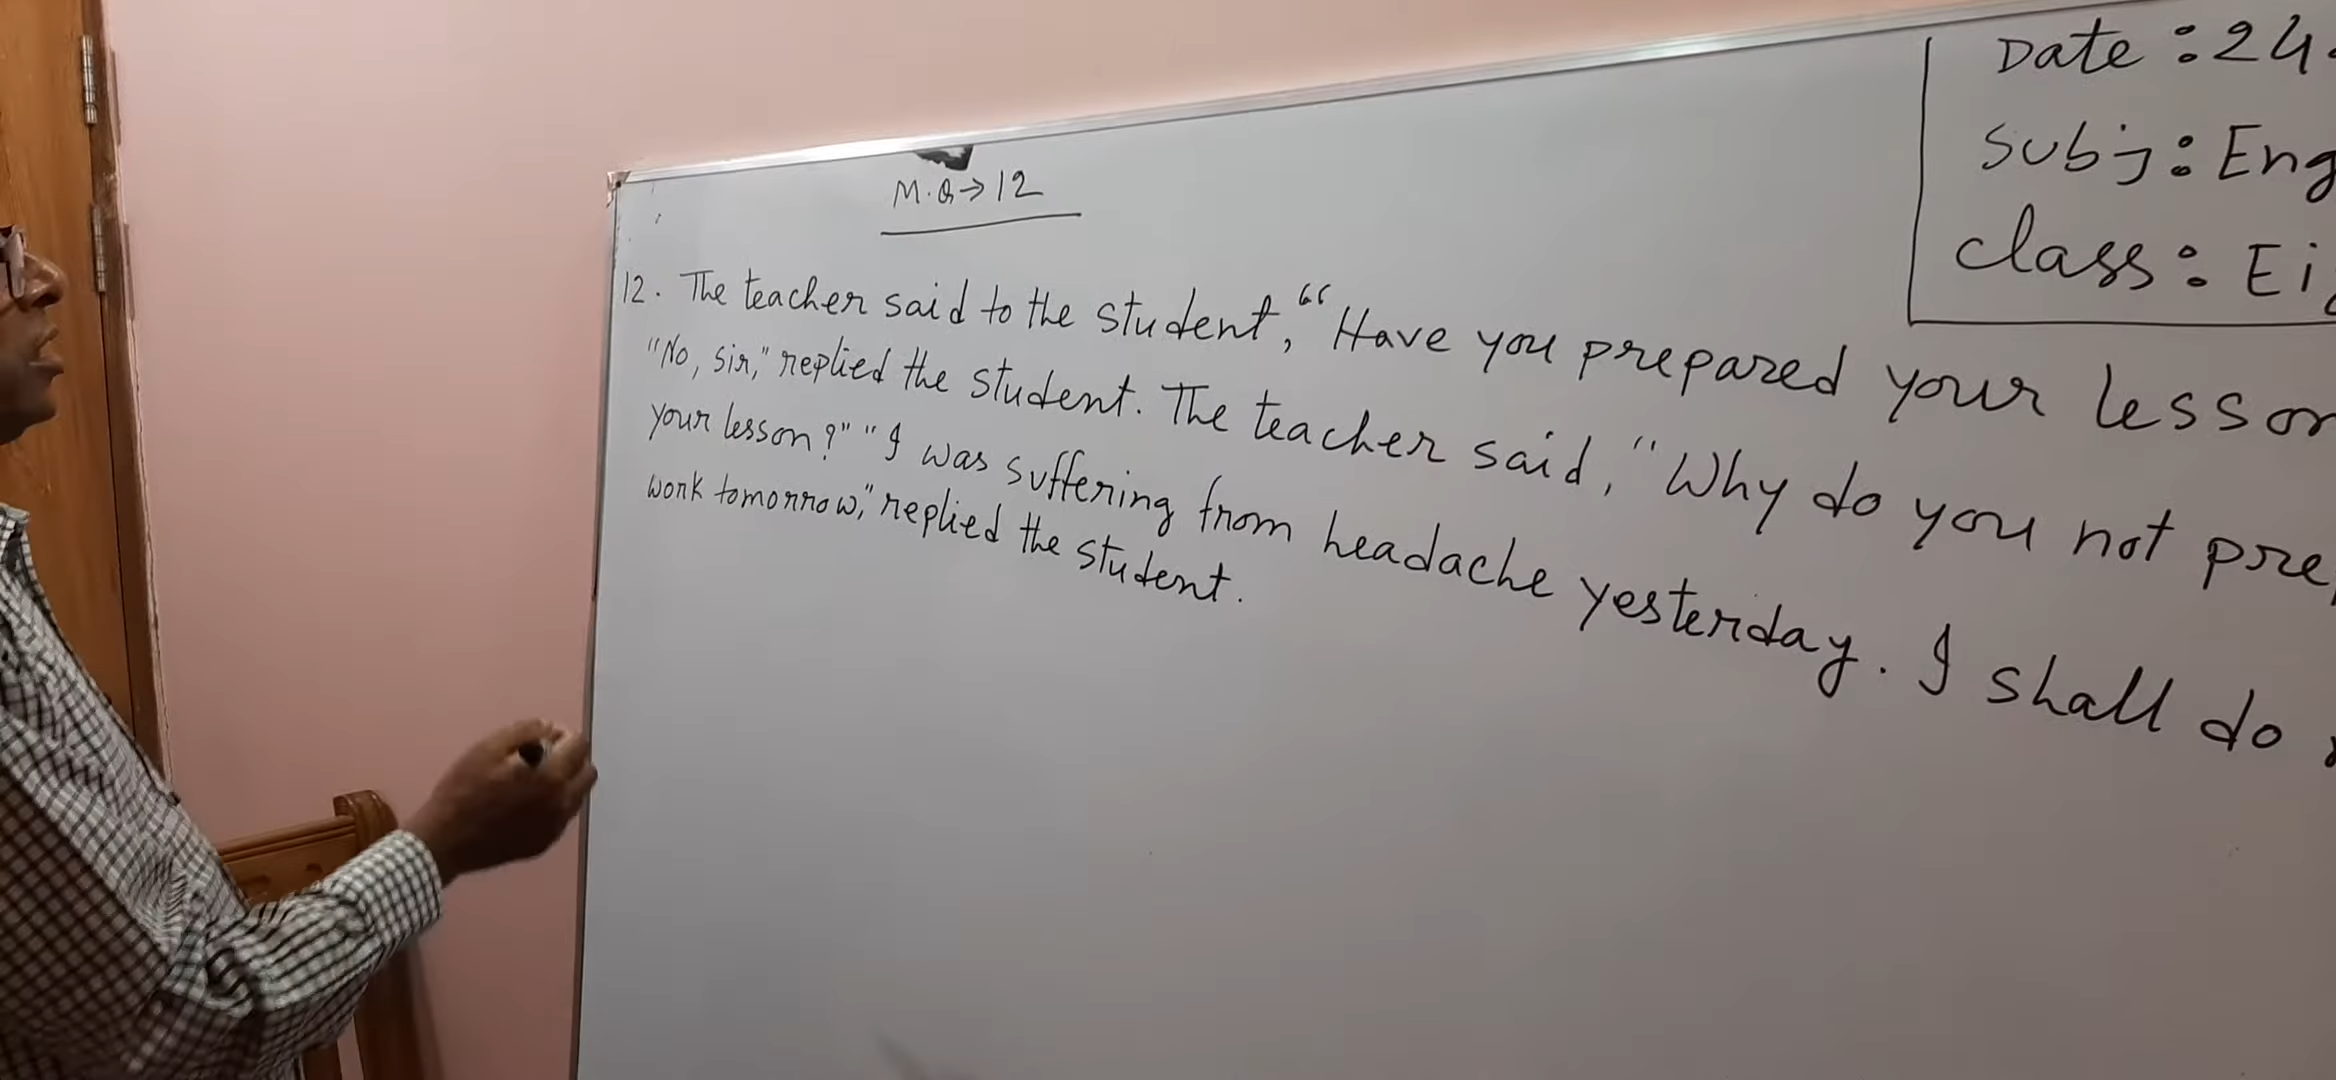 M.Q→12
Date : 24
Subj : Eng
Class : Ei
12. The teacher said to the student, "Have you prepared your lesson
"No, sir," replied the student. The teacher said, "Why do you not prep
your lesson?" "I was suffering from headache yesterday. I shall do
work tomorrow," replied the student.